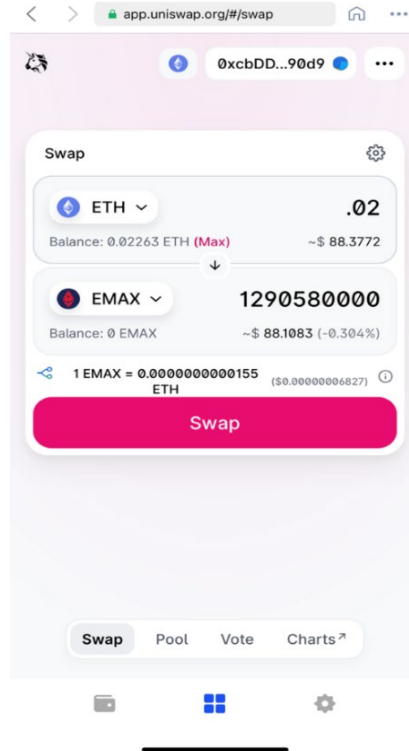 app.uniswap.org/#/swap
0xcbDD...90d9
Swap
ETH .02
Balance: 0.02263 ETH (Max) ~$ 88.3772
EMAX 1290580000
Balance: 0 EMAX ~$ 88.1083 (-0.304%)
1 EMAX = 0.0000000000155 ETH ($0.00000006827)
Swap
Swap Pool Vote Charts↗